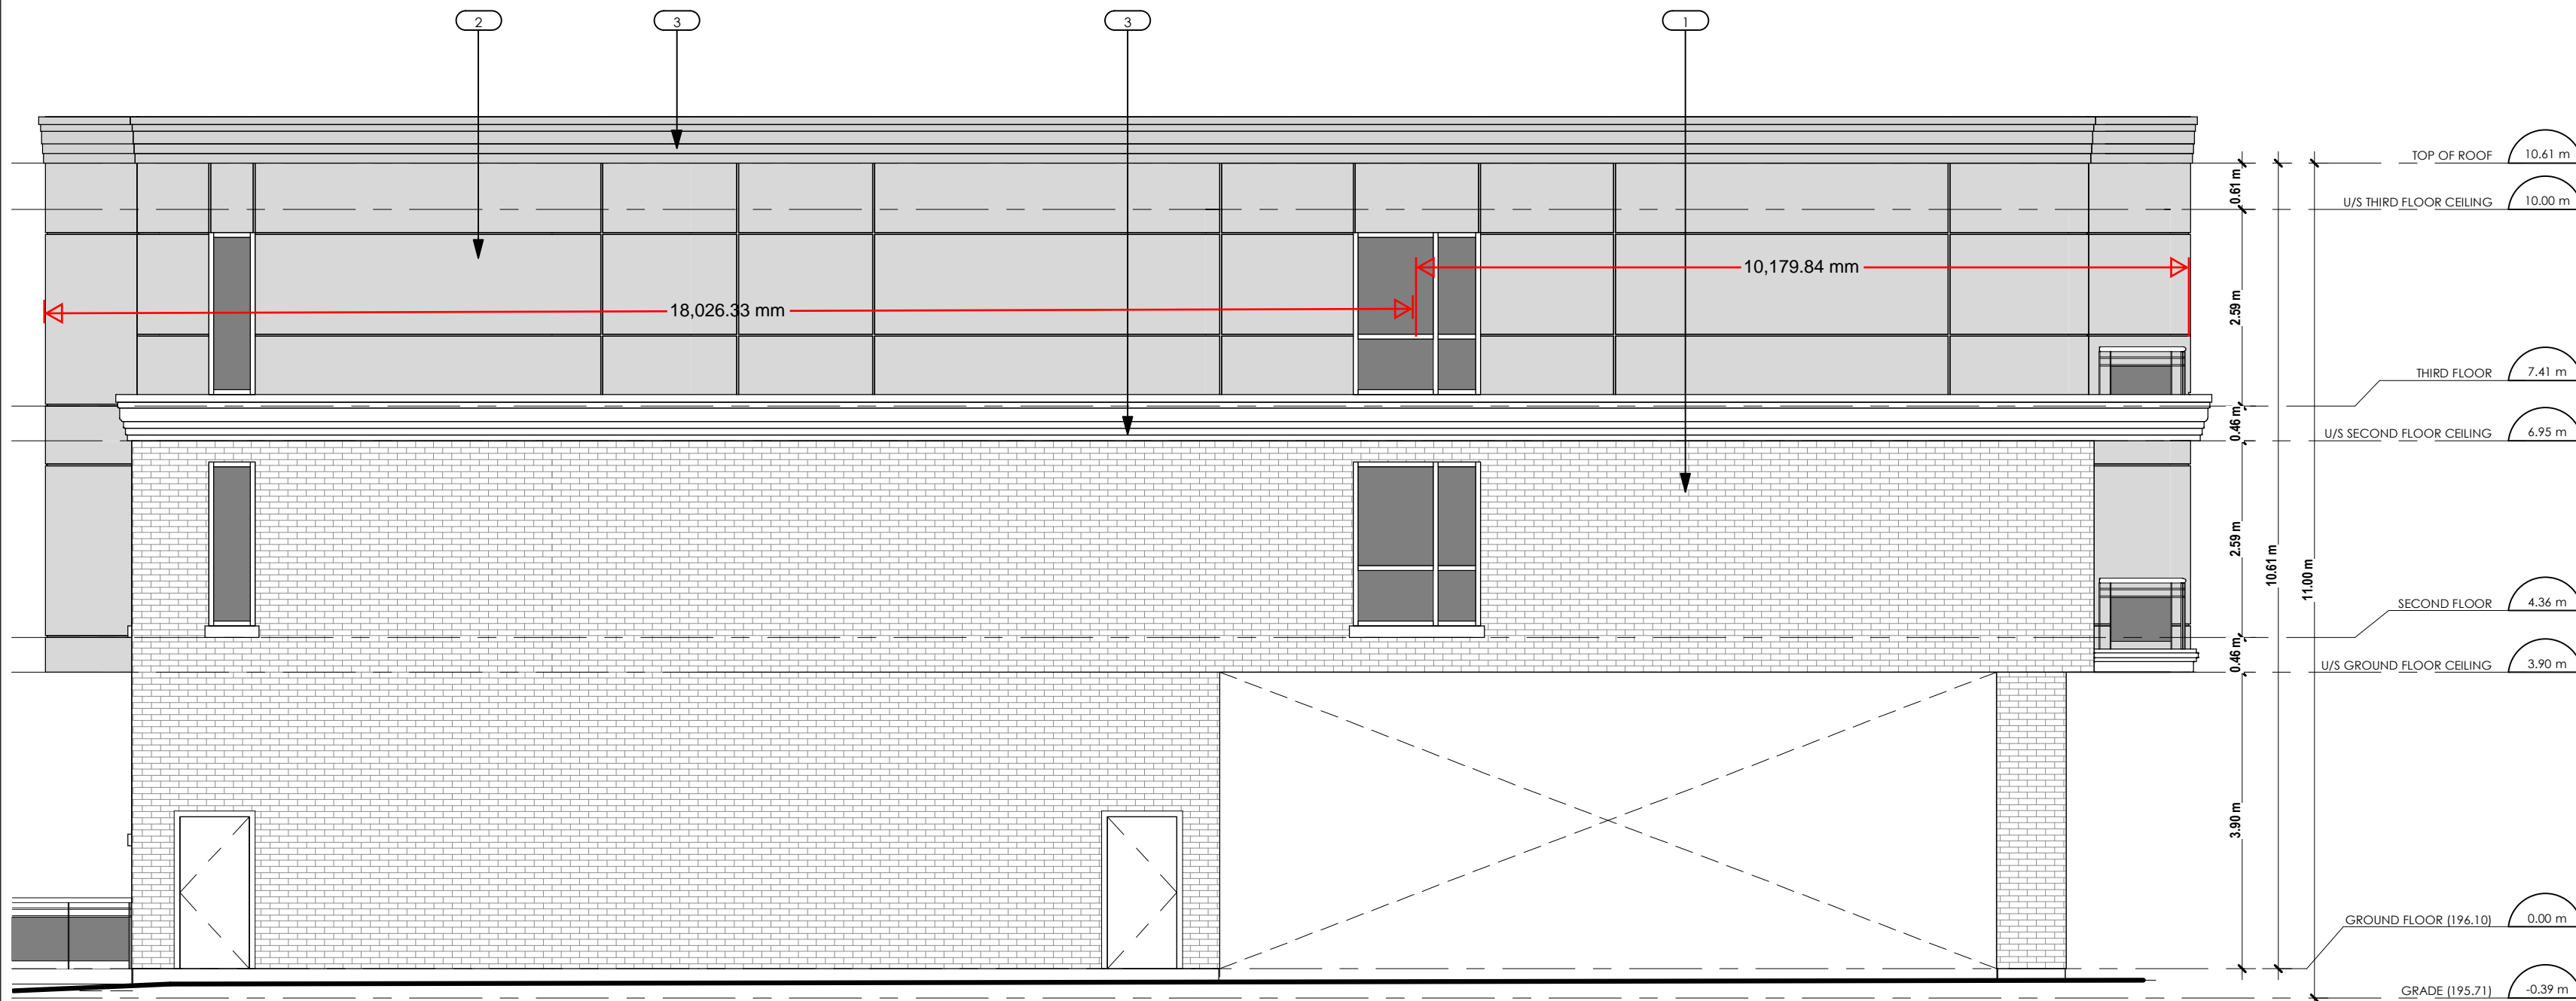 2
3
3
1
TOP OF ROOF 10.61 m
0.61 m
U/S THIRD FLOOR CEILING 10.00 m
10,179.84 mm
18,026.33 mm
2.59 m
THIRD FLOOR 7.41 m
0.46 m
U/S SECOND FLOOR CEILING 6.95 m
2.59 m
10.61 m
11.00 m
SECOND FLOOR 4.36 m
0.46 m
U/S GROUND FLOOR CEILING 3.90 m
3.90 m
GROUND FLOOR (196.10) 0.00 m
GRADE (195.71) -0.39 m